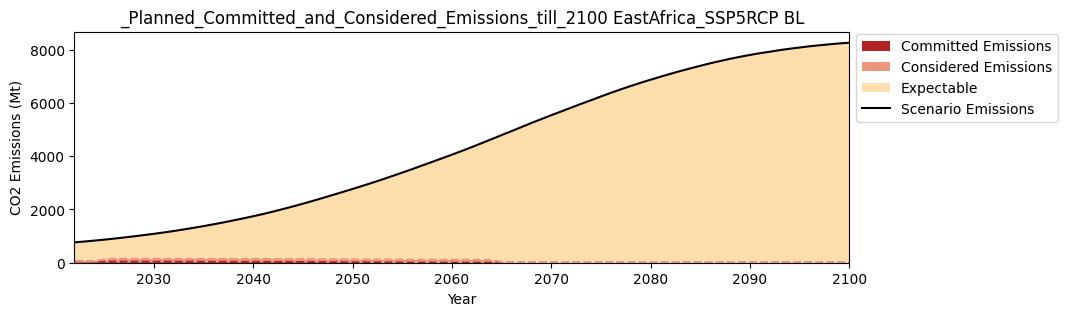 _Planned_Committed_and_Considered_Emissions_till_2100 EastAfrica_SSP5RCP BL
CO2 Emissions (Mt)
8000
6000
4000
2000
0
2030 2040 2050 2060 2070 2080 2090 2100
Year
Committed Emissions
Considered Emissions
Expectable
Scenario Emissions